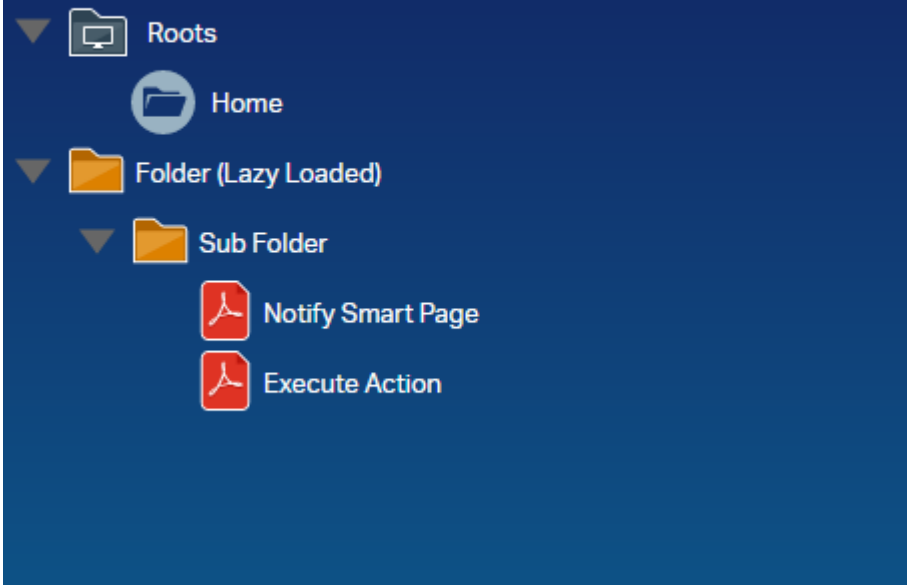 Roots
Home
Folder (Lazy Loaded)
Sub Folder
Notify Smart Page
Execute Action